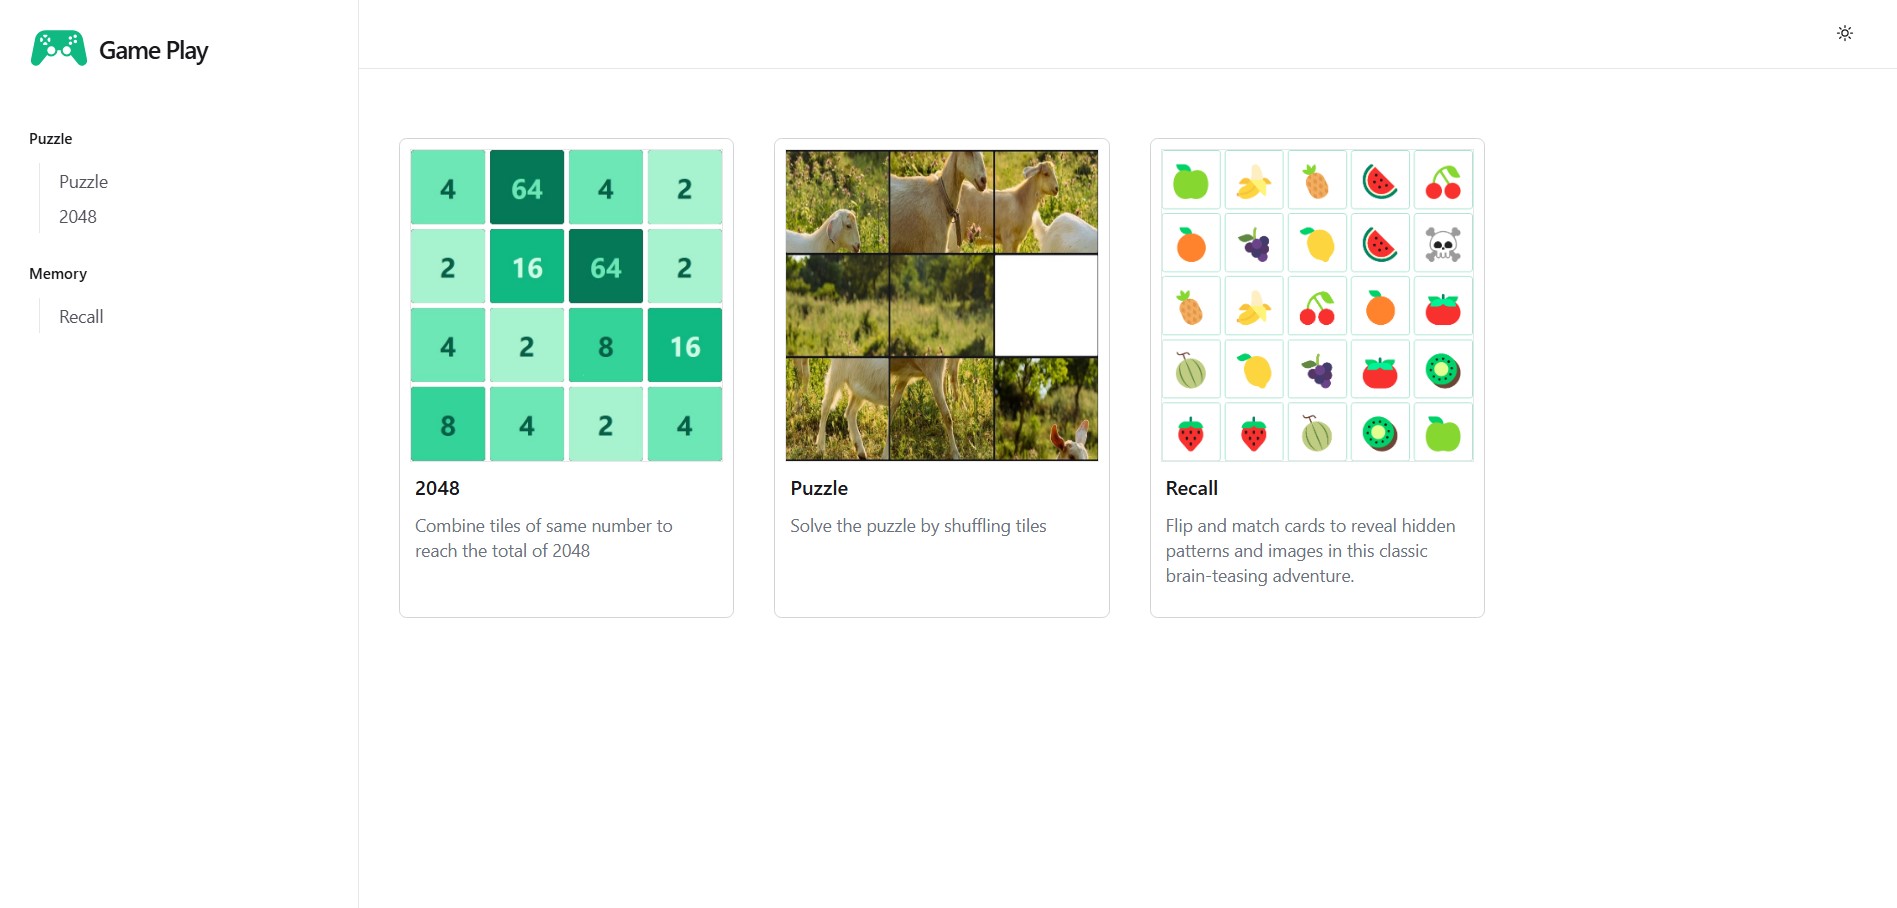 Game Play
Puzzle
Puzzle
2048
Memory
Recall
4 64 4 2
2 16 64 2
4 2 8 16
8 4 2 4
2048
Combine tiles of same number to
reach the total of 2048
Puzzle
Solve the puzzle by shuffling tiles
Recall
Flip and match cards to reveal hidden
patterns and images in this classic
brain-teasing adventure.